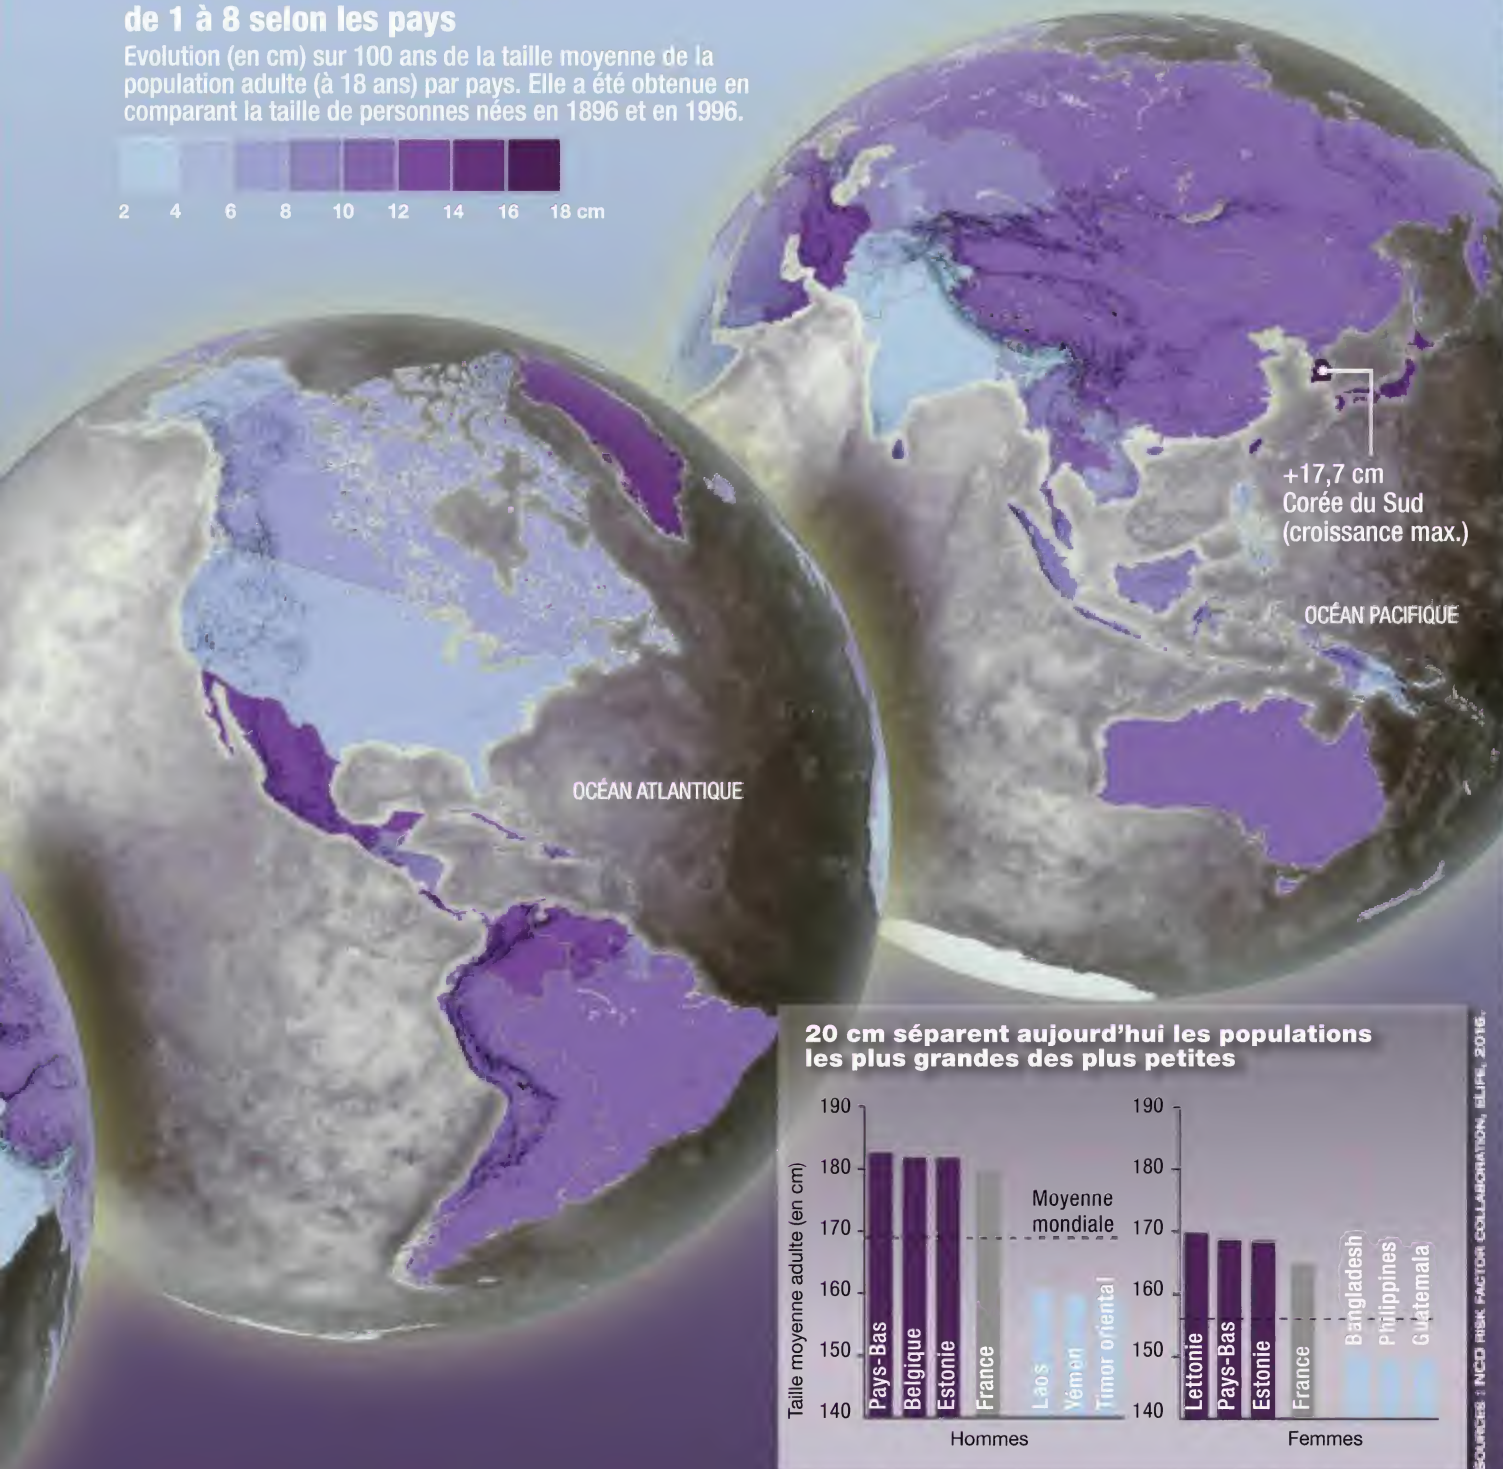 de 1 à 8 selon les pays
Evolution (en cm) sur 100 ans de la taille moyenne de la
population adulte (à 18 ans) par pays. Elle a été obtenue en
comparant la taille de personnes nées en 1896 et en 1996.
2 4 6 8 10 12 14 16 18 cm
+17,7 cm
Corée du Sud
(croissance max.)
OCÉAN PACIFIQUE
OCÉAN ATLANTIQUE
20 cm séparent aujourd'hui les populations
les plus grandes des plus petites
Taille moyenne adulte (en cm)
190
180
170
160
150
140
Moyenne
mondiale
Pays-Bas
Belgique
Estonie
France
Laos
Yémen
Timor oriental
Hommes
190
180
170
160
150
140
Lettonie
Pays-Bas
Estonie
France
Bangladesh
Philippines
Guatemala
Femmes
SOURCES : NCD RISK FACTOR COLLABORATION, ELIFE, 2016.